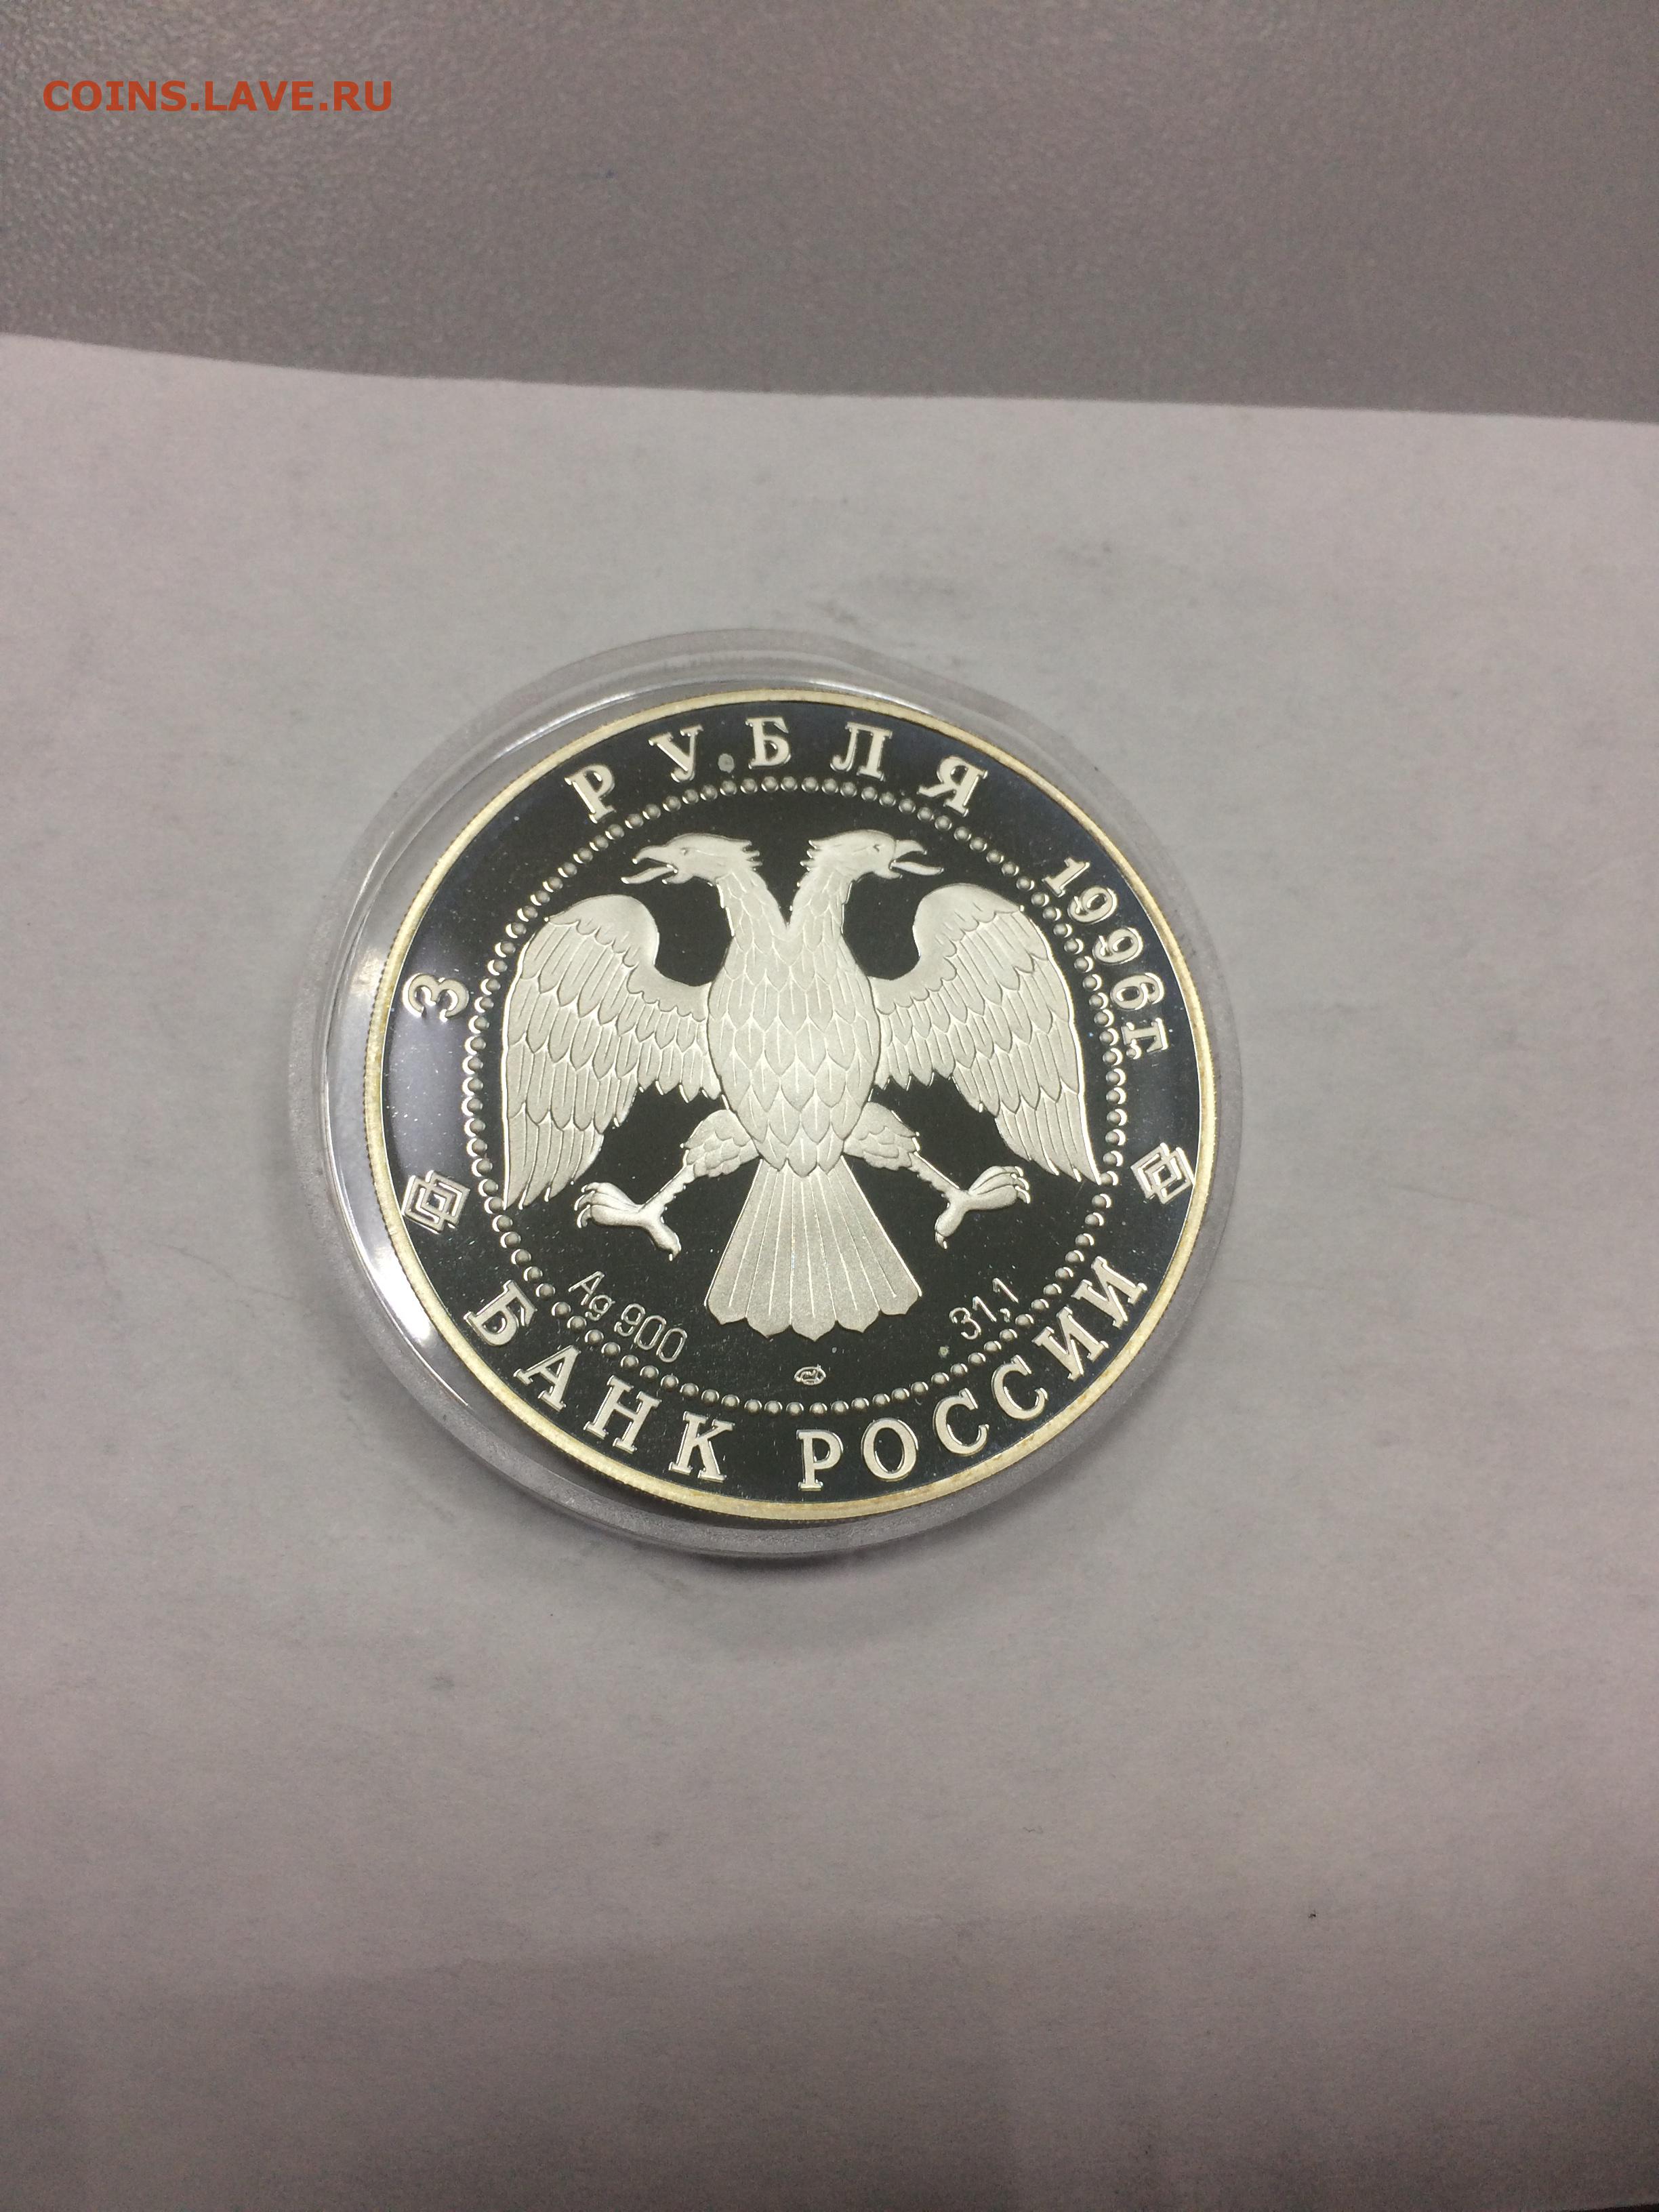 COINS.LAVE.RU
3 РУБЛЯ 1996г.
Ag 900
31,1
БАНК РОССИИ